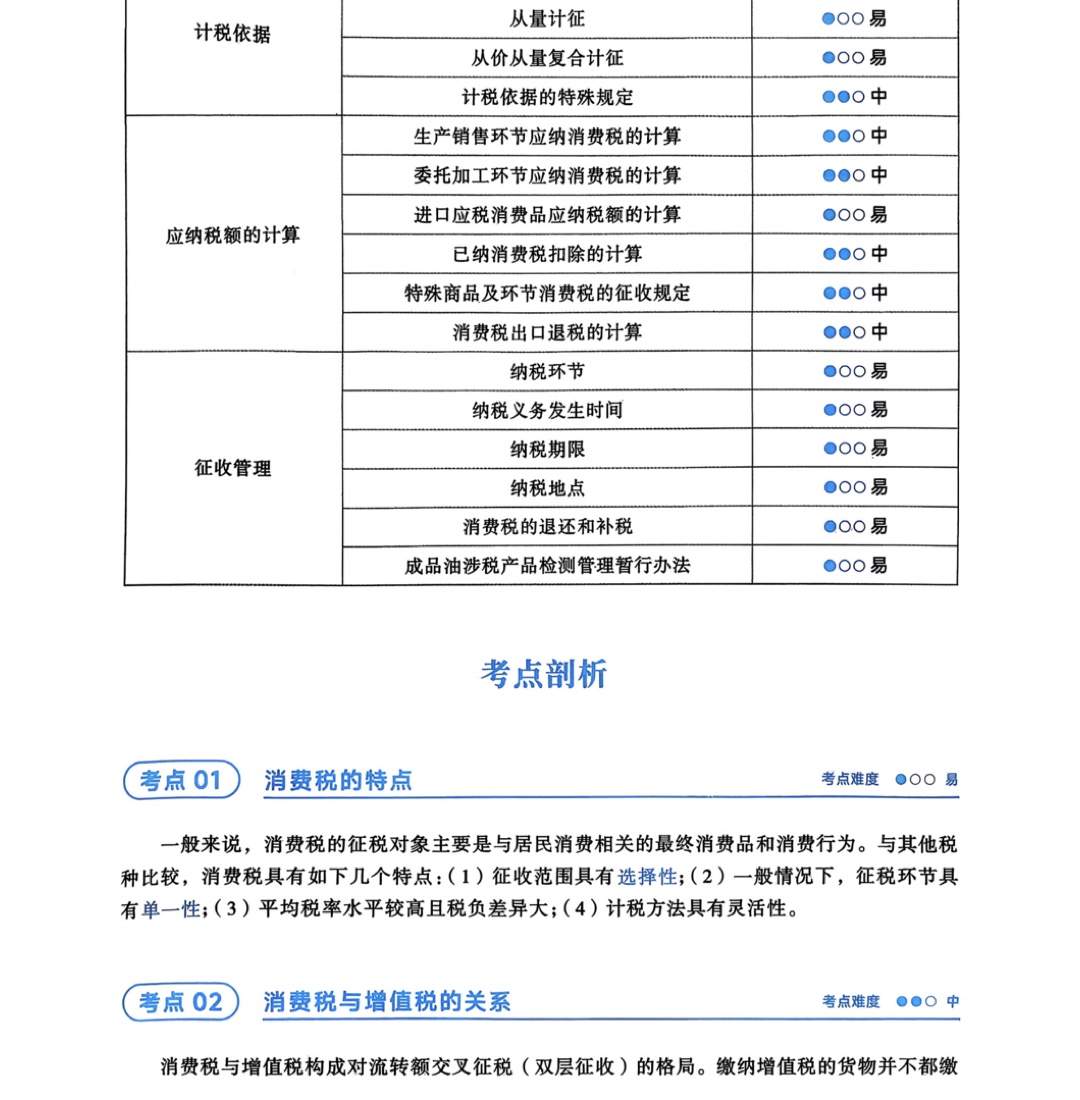 计税依据
从量计征 ●○○ 易
从价从量复合计征 ●○○ 易
计税依据的特殊规定 ●●○ 中
应纳税额的计算
生产销售环节应纳消费税的计算 ●●○ 中
委托加工环节应纳消费税的计算 ●●○ 中
进口应税消费品应纳税额的计算 ●○○ 易
已纳消费税扣除的计算 ●●○ 中
特殊商品及环节消费税的征收规定 ●●○ 中
消费税出口退税的计算 ●●○ 中
征收管理
纳税环节 ●○○ 易
纳税义务发生时间 ●○○ 易
纳税期限 ●○○ 易
纳税地点 ●○○ 易
消费税的退还和补税 ●○○ 易
成品油涉税产品检测管理暂行办法 ●○○ 易
考点剖析
考点 01 消费税的特点 考点难度 ●○○ 易
一般来说，消费税的征税对象主要是与居民消费相关的最终消费品和消费行为。与其他税
种比较，消费税具有如下几个特点：（1）征收范围具有选择性；（2）一般情况下，征税环节具
有单一性；（3）平均税率水平较高且税负差异大；（4）计税方法具有灵活性。
考点 02 消费税与增值税的关系 考点难度 ●●○ 中
消费税与增值税构成对流转额交叉征税（双层征收）的格局。缴纳增值税的货物并不都缴